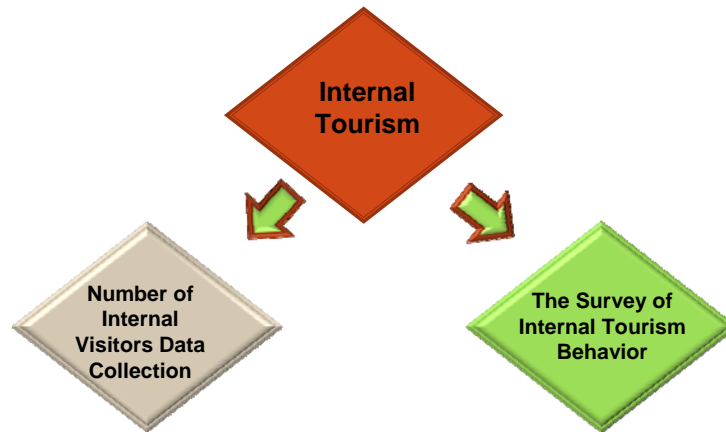 Internal
Tourism
Number of
Internal
Visitors Data
Collection
The Survey of
Internal Tourism
Behavior